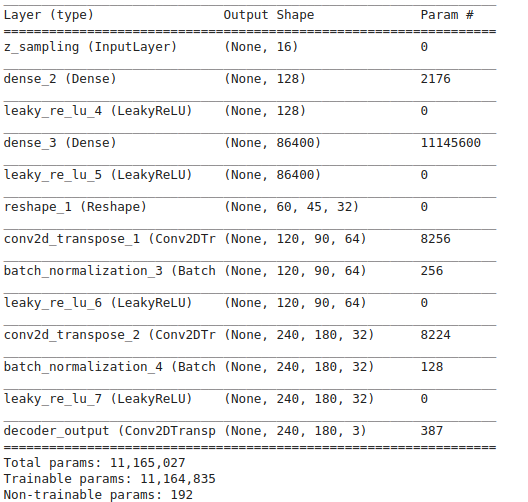 Layer (type) Output Shape Param #
z_sampling (InputLayer) (None, 16) 0
dense_2 (Dense) (None, 128) 2176
leaky_re_lu_4 (LeakyReLU) (None, 128) 0
dense_3 (Dense) (None, 86400) 11145600
leaky_re_lu_5 (LeakyReLU) (None, 86400) 0
reshape_1 (Reshape) (None, 60, 45, 32) 0
conv2d_transpose_1 (Conv2DTr (None, 120, 90, 64) 8256
batch_normalization_3 (Batch (None, 120, 90, 64) 256
leaky_re_lu_6 (LeakyReLU) (None, 120, 90, 64) 0
conv2d_transpose_2 (Conv2DTr (None, 240, 180, 32) 8224
batch_normalization_4 (Batch (None, 240, 180, 32) 128
leaky_re_lu_7 (LeakyReLU) (None, 240, 180, 32) 0
decoder_output (Conv2DTransp (None, 240, 180, 3) 387
Total params: 11,165,027
Trainable params: 11,164,835
Non-trainable params: 192